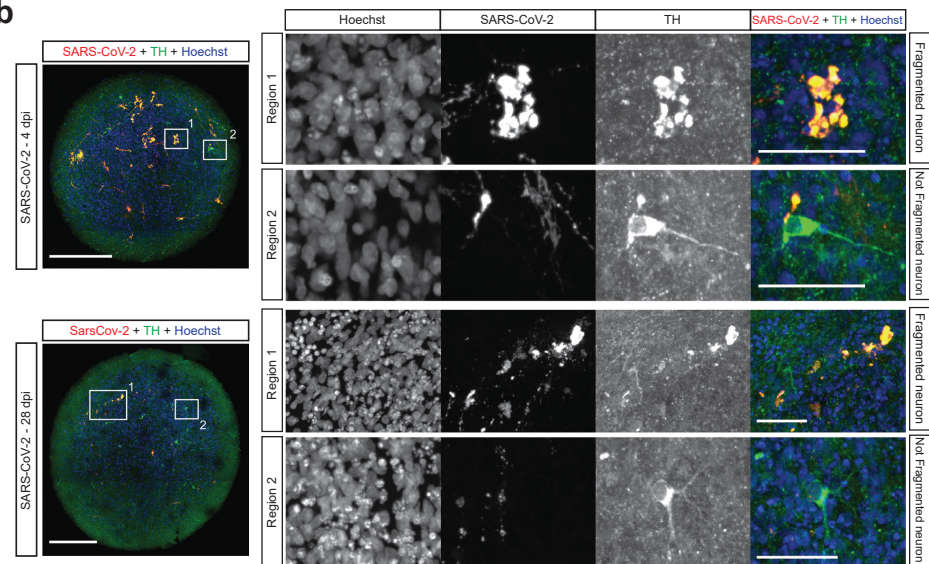 b
Hoechst
SARS-CoV-2
TH
SARS-CoV-2 + TH + Hoechst
SARS-CoV-2 + TH + Hoechst
SARS-CoV-2 - 4 dpi
1
2
Region 1
Fragmented neuron
Region 2
Not Fragmented neuron
SarsCov-2 + TH + Hoechst
SARS-CoV-2 - 28 dpi
1
2
Region 1
Fragmented neuron
Region 2
Not Fragmented neuron